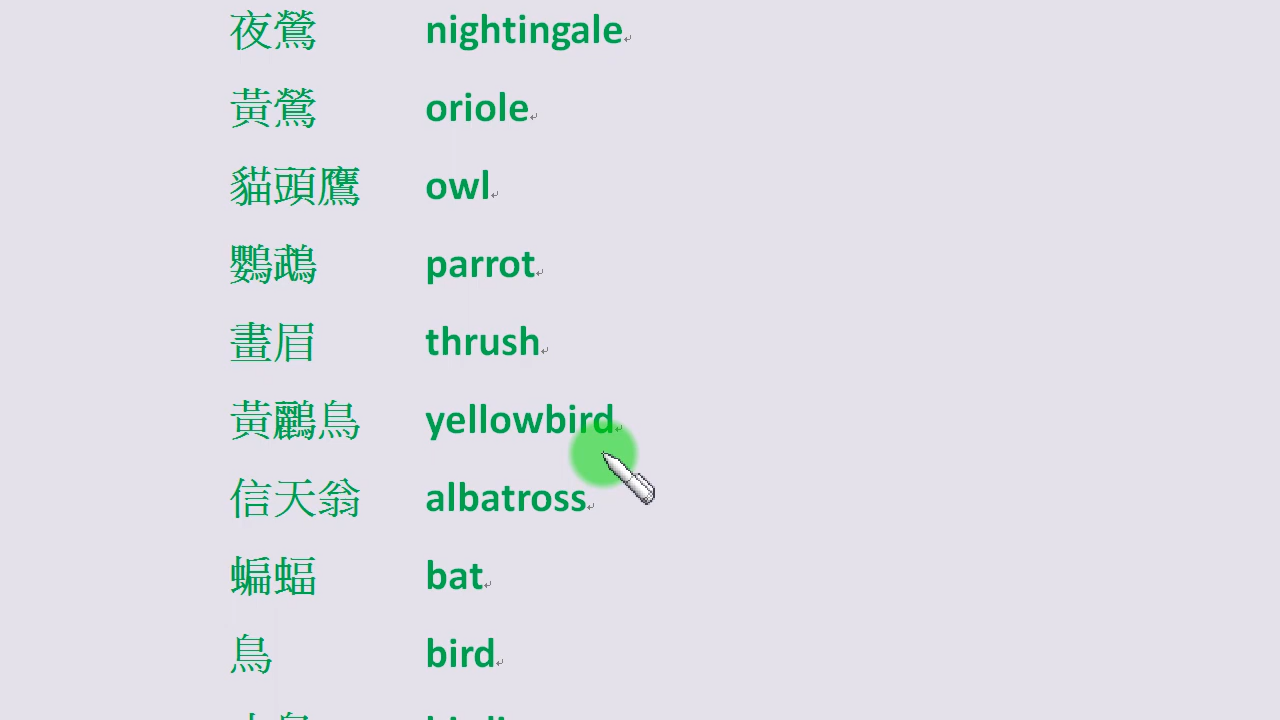 夜鶯 nightingale
黃鶯 oriole
貓頭鷹 owl
鸚鵡 parrot
畫眉 thrush
黃鸝鳥 yellowbird
信天翁 albatross
蝙蝠 bat
鳥 bird